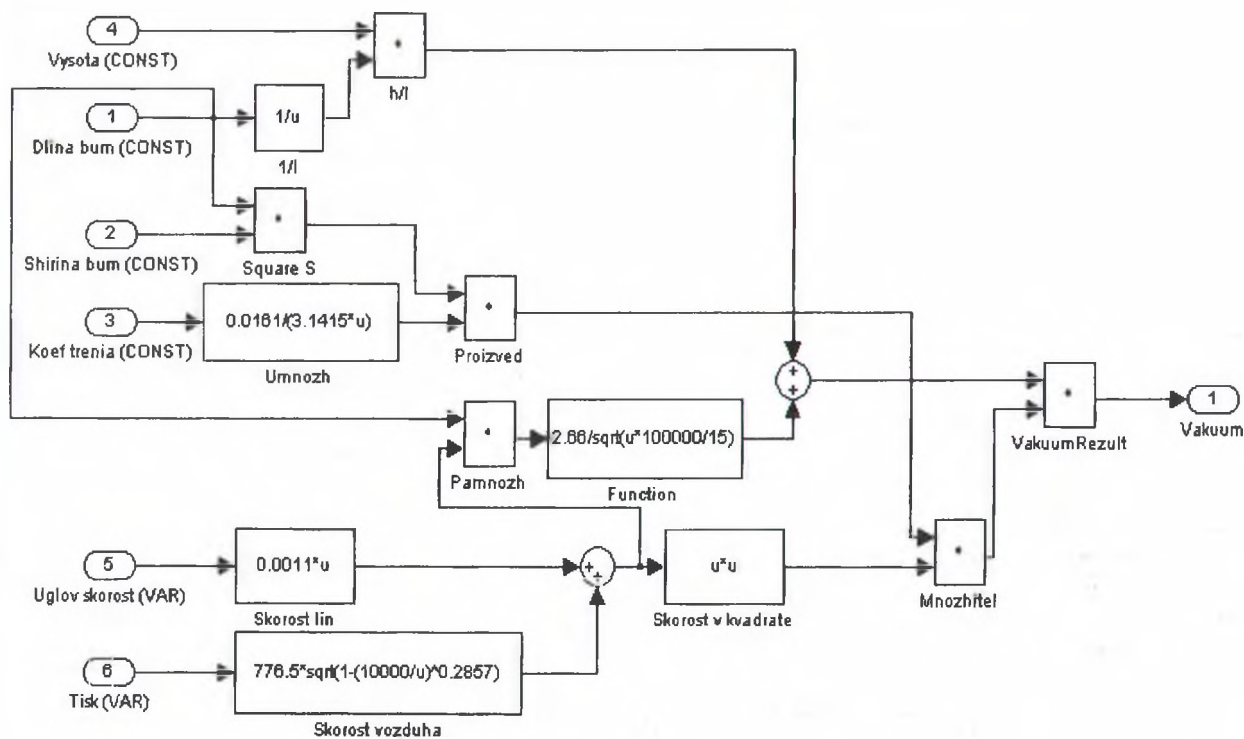 4
Vysota (CONST)
h/l
1
Dlina bum (CONST)
1/u
1/l
2
Shirina bum (CONST)
Square S
3
Koef trenia (CONST)
0.0161/(3.1415*u)
Umnozh
Proizved
+
+
1
Vakuum
VakuumRezult
Pamnozh
2.66/sqrt(u*100000/15)
Function
5
Uglov skorost (VAR)
0.0011*u
Skorost lin
+
+
u*u
Skorost v kvadrate
Mnozhitel
6
Tisk (VAR)
776.5*sqrt(1-(10000/u)^0.2857)
Skorost vozduha